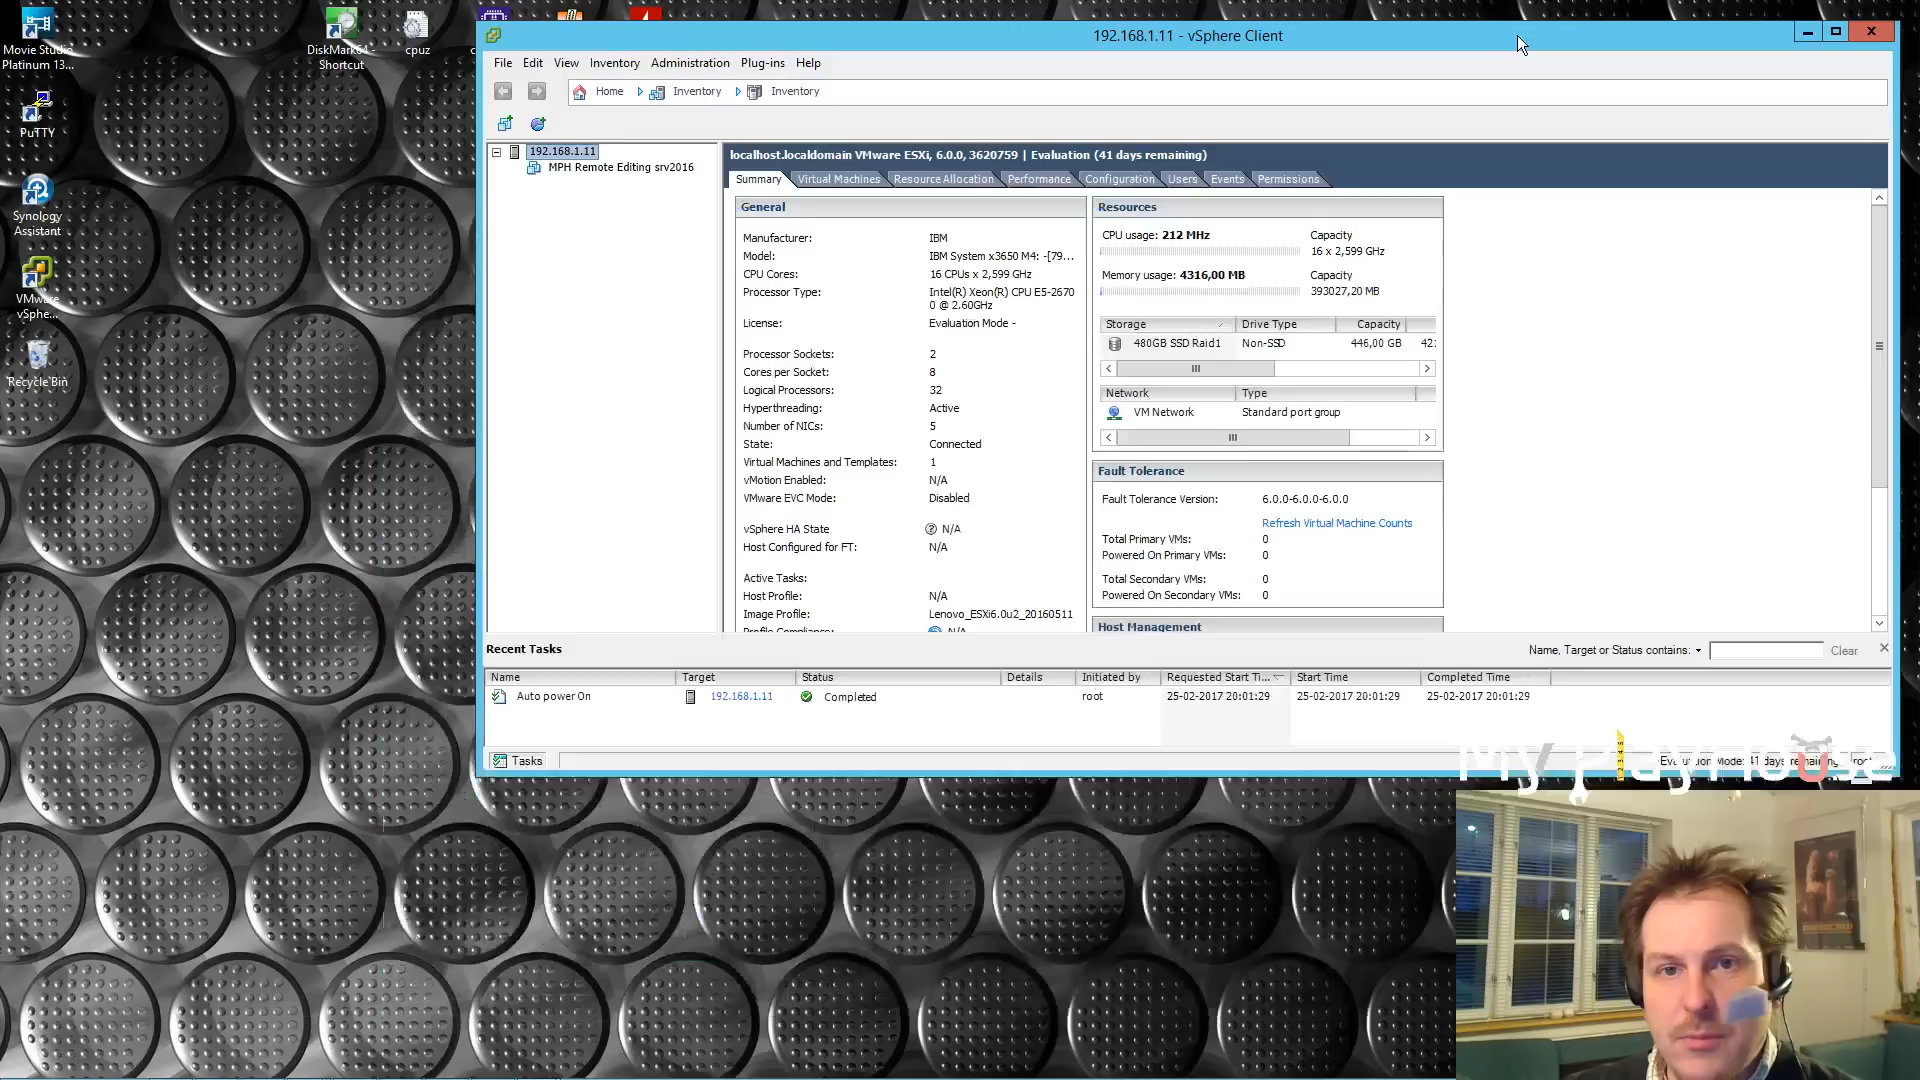 Movie Studio
Platinum 13...
DiskMark64 -
Shortcut
cpuz
PuTTY
Synology
Assistant
VMware
vSphe...
Recycle Bin
192.168.1.11 - vSphere Client
File Edit View Inventory Administration Plug-ins Help
Home Inventory Inventory
192.168.1.11
MPH Remote Editing srv2016
localhost.localdomain VMware ESXi, 6.0.0, 3620759 | Evaluation (41 days remaining)
Summary Virtual Machines Resource Allocation Performance Configuration Users Events Permissions
General
Manufacturer: IBM
Model: IBM System x3650 M4: -[79...
CPU Cores: 16 CPUs x 2,599 GHz
Processor Type: Intel(R) Xeon(R) CPU E5-2670
0 @ 2.60GHz
License: Evaluation Mode -
Processor Sockets: 2
Cores per Socket: 8
Logical Processors: 32
Hyperthreading: Active
Number of NICs: 5
State: Connected
Virtual Machines and Templates: 1
vMotion Enabled: N/A
VMware EVC Mode: Disabled
vSphere HA State N/A
Host Configured for FT: N/A
Active Tasks:
Host Profile: N/A
Image Profile: Lenovo_ESXi6.0u2_20160511
Profile Compliance: N/A
Resources
CPU usage: 212 MHz Capacity
16 x 2,599 GHz
Memory usage: 4316,00 MB Capacity
393027,20 MB
Storage Drive Type Capacity
480GB SSD Raid1 Non-SSD 446,00 GB 421
Network Type
VM Network Standard port group
Fault Tolerance
Fault Tolerance Version: 6.0.0-6.0.0-6.0.0
Refresh Virtual Machine Counts
Total Primary VMs: 0
Powered On Primary VMs: 0
Total Secondary VMs: 0
Powered On Secondary VMs: 0
Host Management
Recent Tasks
Name, Target or Status contains: Clear
Name Target Status Details Initiated by Requested Start Ti... Start Time Completed Time
Auto power On 192.168.1.11 Completed root 25-02-2017 20:01:29 25-02-2017 20:01:29 25-02-2017 20:01:29
Tasks
Evaluation Mode: 41 days remaining root
My Playhouse